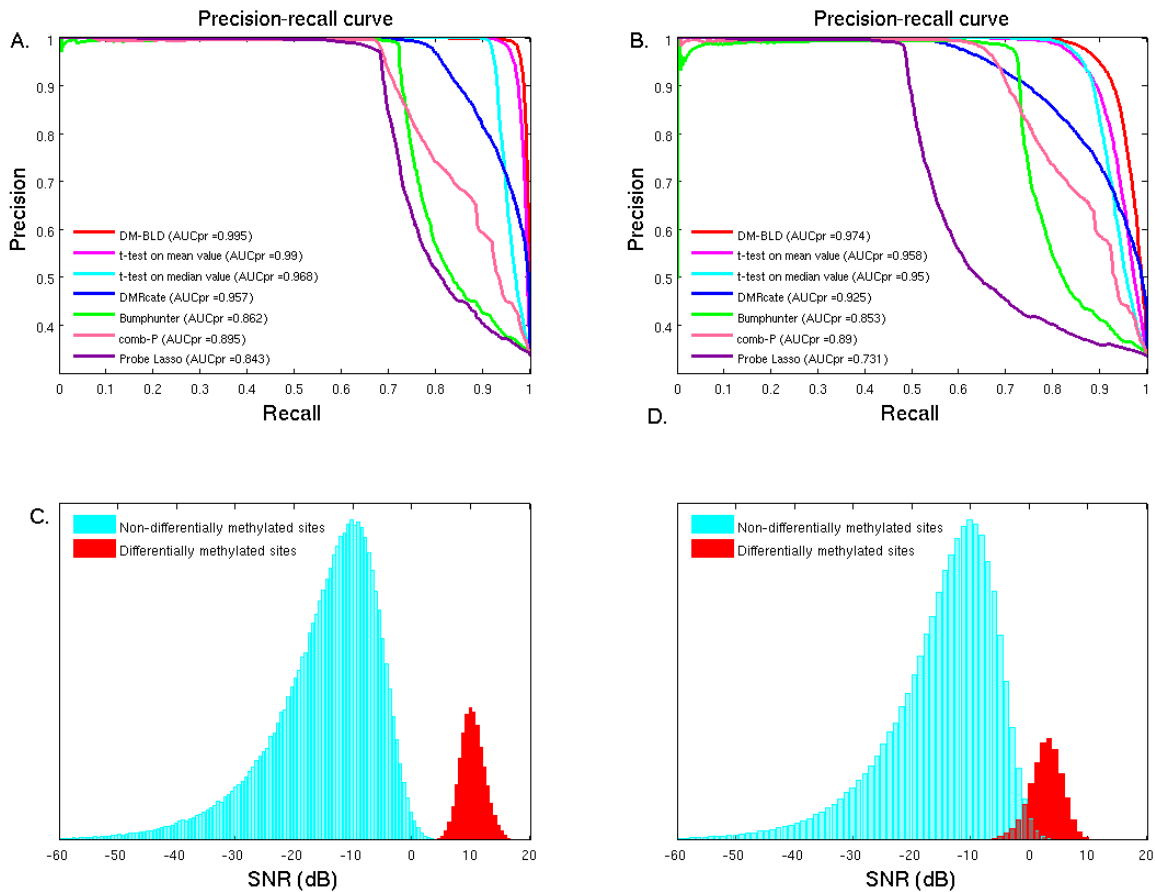 Precision-recall curve
A.
1
0.9
0.8
0.7
0.6
0.5
0.4
Precision
DM-BLD (AUCpr =0.995)
t-test on mean value (AUCpr =0.99)
t-test on median value (AUCpr =0.968)
DMRcate (AUCpr =0.957)
Bumphunter (AUCpr =0.862)
comb-P (AUCpr =0.895)
Probe Lasso (AUCpr =0.843)
0 0.1 0.2 0.3 0.4 0.5 0.6 0.7 0.8 0.9 1
Recall
Precision-recall curve
B.
1
0.9
0.8
0.7
0.6
0.5
0.4
Precision
DM-BLD (AUCpr =0.974)
t-test on mean value (AUCpr =0.958)
t-test on median value (AUCpr =0.95)
DMRcate (AUCpr =0.925)
Bumphunter (AUCpr =0.853)
comb-P (AUCpr =0.89)
Probe Lasso (AUCpr =0.731)
0 0.1 0.2 0.3 0.4 0.5 0.6 0.7 0.8 0.9 1
Recall
C.
Non-differentially methylated sites
Differentially methylated sites
-60 -50 -40 -30 -20 -10 0 10 20
SNR (dB)
D.
Non-differentially methylated sites
Differentially methylated sites
-60 -50 -40 -30 -20 -10 0 10 20
SNR (dB)